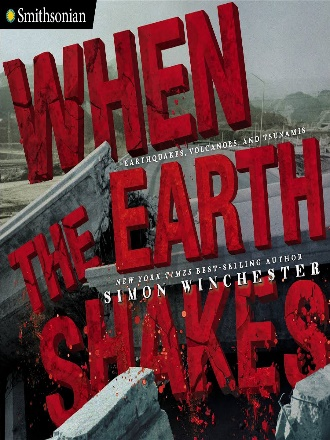 Smithsonian
WHEN
EARTHQUAKES, VOLCANOES, AND TSUNAMIS
THE EARTH
NEW YORK TIMES BEST-SELLING AUTHOR
SIMON WINCHESTER
SHAKES